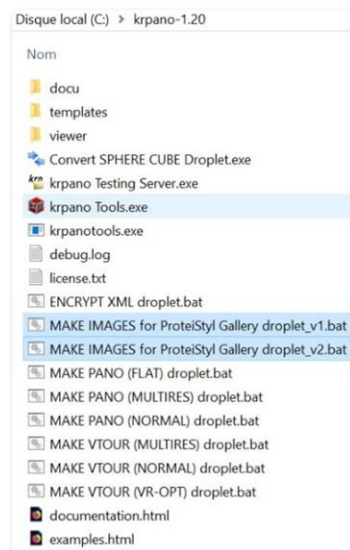 Disque local (C:) > krpano-1.20
Nom
docu
templates
viewer
Convert SPHERE CUBE Droplet.exe
krpano Testing Server.exe
krpano Tools.exe
krpanotools.exe
debug.log
license.txt
ENCRYPT XML droplet.bat
MAKE IMAGES for ProteiStyl Gallery droplet_v1.bat
MAKE IMAGES for ProteiStyl Gallery droplet_v2.bat
MAKE PANO (FLAT) droplet.bat
MAKE PANO (MULTIRES) droplet.bat
MAKE PANO (NORMAL) droplet.bat
MAKE VTOUR (MULTIRES) droplet.bat
MAKE VTOUR (NORMAL) droplet.bat
MAKE VTOUR (VR-OPT) droplet.bat
documentation.html
examples.html